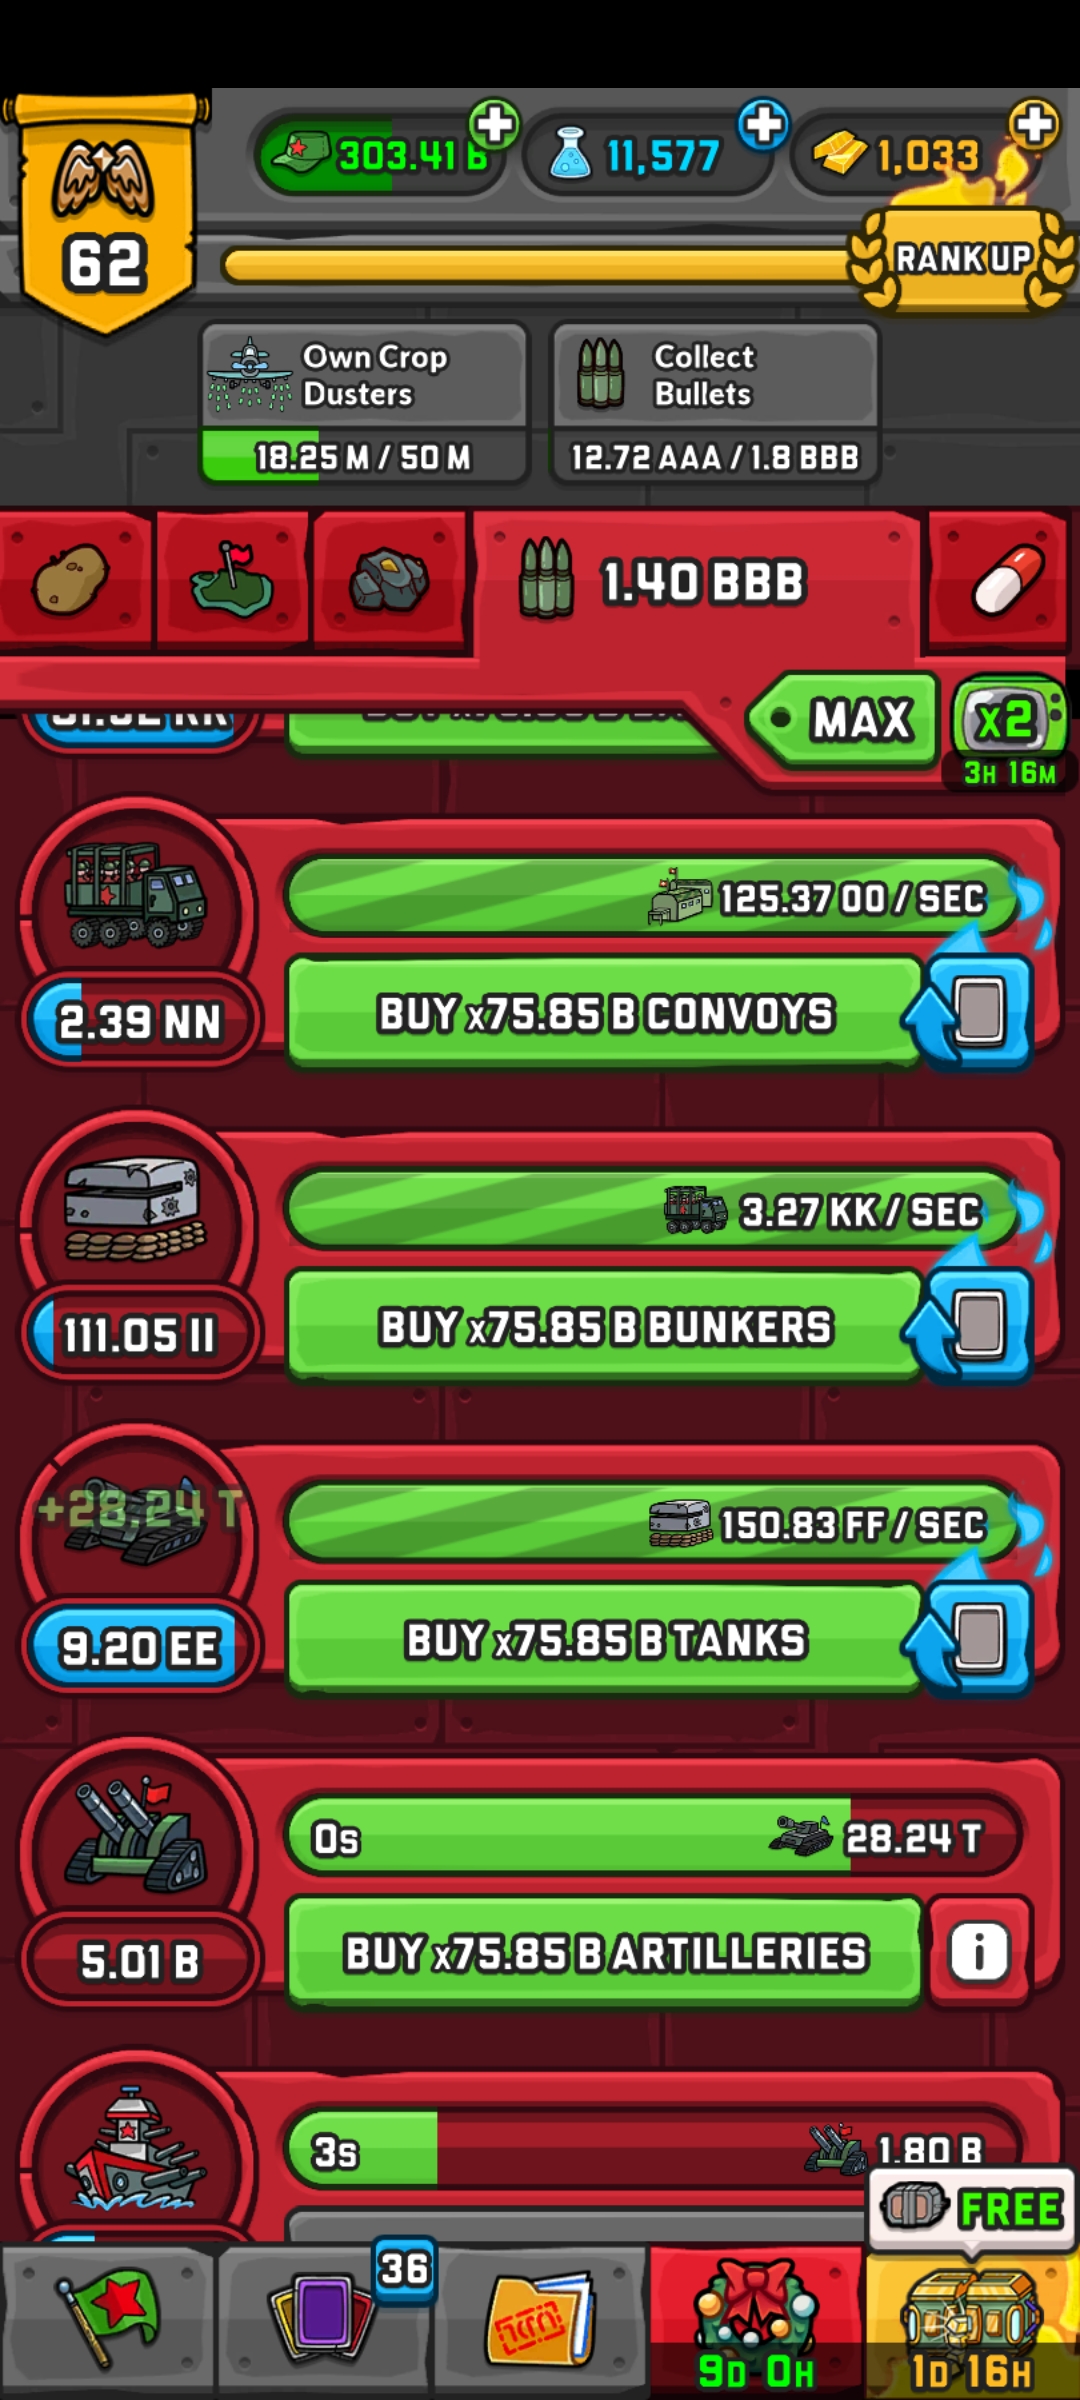 62
303.41 B
11,577
1,033
RANK UP
Own Crop
Dusters
18.25 M / 50 M
Collect
Bullets
12.72 AAA / 1.8 BBB
1.40 BBB
MAX
x2
3H 16M
125.37 OO / SEC
2.39 NN
BUY x75.85 B CONVOYS
3.27 KK / SEC
111.05 II
BUY x75.85 B BUNKERS
+28.24 T
150.83 FF / SEC
9.20 EE
BUY x75.85 B TANKS
0s
28.24 T
5.01 B
BUY x75.85 B ARTILLERIES
i
3s
1.80 B
FREE
36
9D 0H
1D 16H